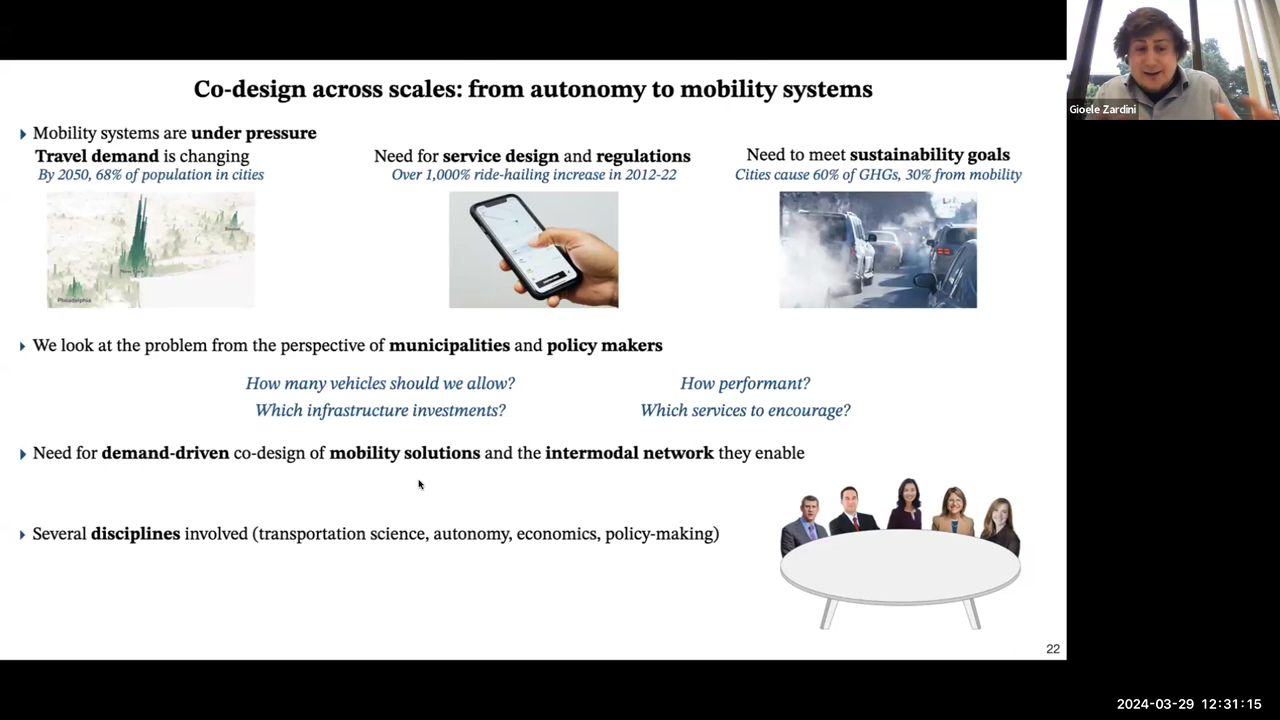 Co-design across scales: from autonomy to mobility systems
Mobility systems are under pressure
Travel demand is changing
By 2050, 68% of population in cities
Need for service design and regulations
Over 1,000% ride-hailing increase in 2012-22
Need to meet sustainability goals
Cities cause 60% of GHGs, 30% from mobility
New York
Philadelphia
We look at the problem from the perspective of municipalities and policy makers
How many vehicles should we allow?
How performant?
Which infrastructure investments?
Which services to encourage?
Need for demand-driven co-design of mobility solutions and the intermodal network they enable
Several disciplines involved (transportation science, autonomy, economics, policy-making)
22
Gioele Zardini
2024-03-29 12:31:15